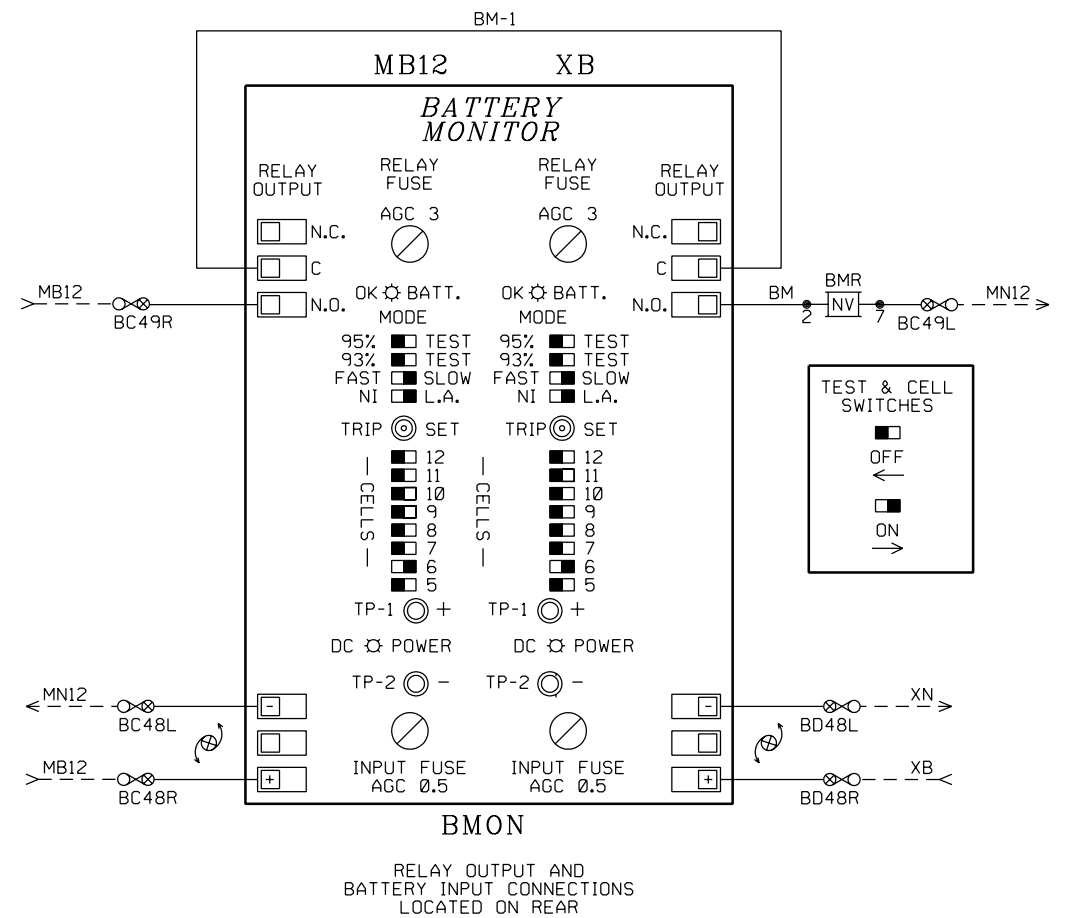 BM-1
MB12 XB
BATTERY
MONITOR
RELAY
OUTPUT
RELAY
FUSE
AGC 3
RELAY
FUSE
AGC 3
RELAY
OUTPUT
N.C.
C
N.O.
N.C.
C
N.O.
MB12
BC49R
BM
2
BMR
NV
7
BC49L
MN12
OK BATT.
MODE
95% TEST
93% TEST
FAST SLOW
NI L.A.
TRIP SET
CELLS
12
11
10
9
8
7
6
5
TP-1 +
DC POWER
TP-2 -
INPUT FUSE
AGC 0.5
OK BATT.
MODE
95% TEST
93% TEST
FAST SLOW
NI L.A.
TRIP SET
CELLS
12
11
10
9
8
7
6
5
TP-1 +
DC POWER
TP-2 -
INPUT FUSE
AGC 0.5
TEST & CELL
SWITCHES
OFF
ON
MN12
BC48L
-
MB12
BC48R
+
-
BD48L
XN
+
BD48R
XB
BMON
RELAY OUTPUT AND
BATTERY INPUT CONNECTIONS
LOCATED ON REAR